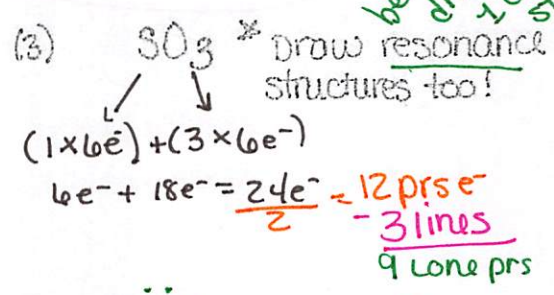 (3) SO3 * Draw resonance
structures too!
(1×6e⁻) + (3×6e⁻)
6e⁻ + 18e⁻ = 24e⁻ = 12 prs e⁻
2
- 3 lines
9 Lone prs